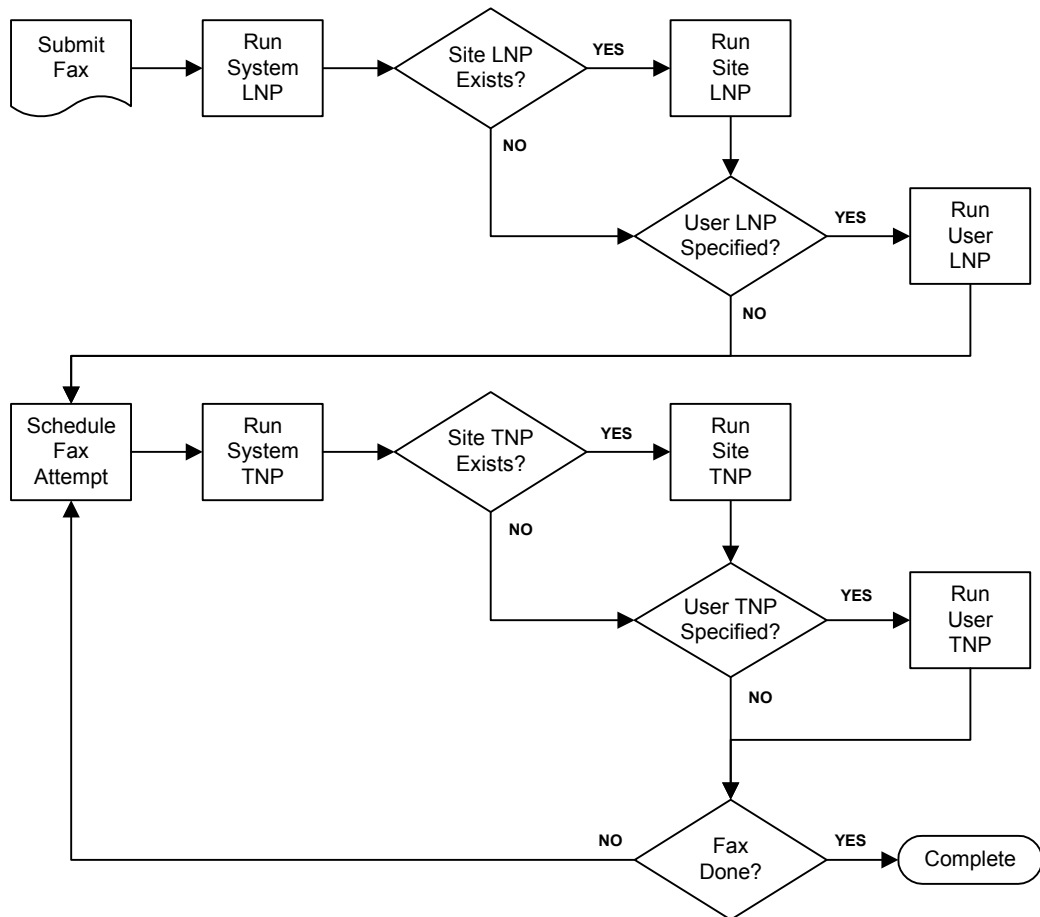 Submit
Fax
Run
System
LNP
Site LNP
Exists?
YES
Run
Site
LNP
NO
User LNP
Specified?
YES
Run
User
LNP
NO
Schedule
Fax
Attempt
Run
System
TNP
Site TNP
Exists?
YES
Run
Site
TNP
NO
User TNP
Specified?
YES
Run
User
TNP
NO
NO
Fax
Done?
YES
Complete